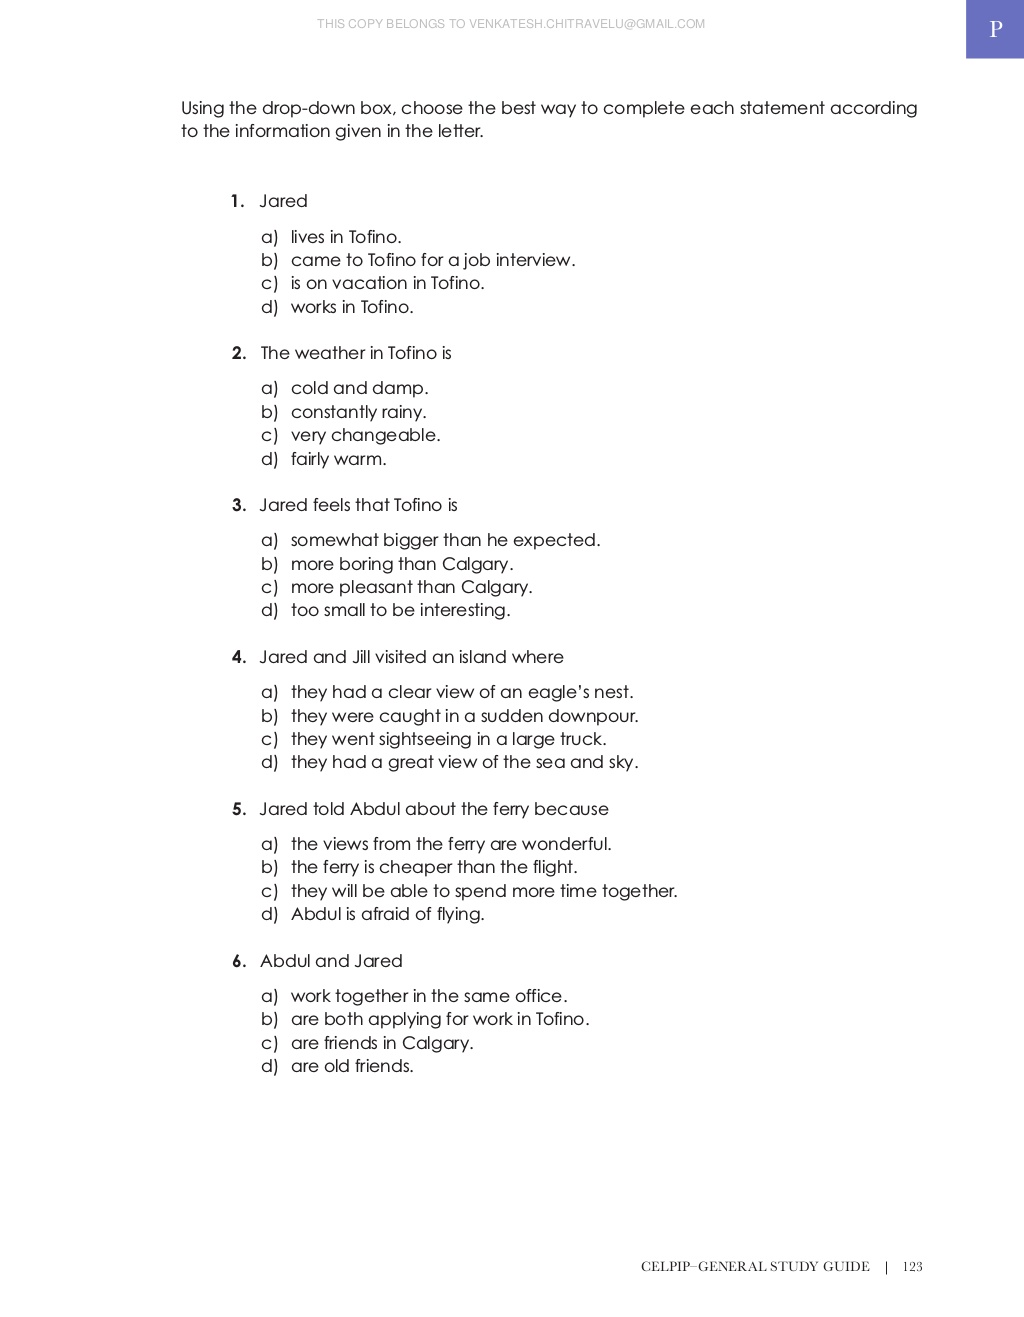 THIS COPY BELONGS TO VENKATESH.CHITRAVELU@GMAIL.COM
P
Using the drop-down box, choose the best way to complete each statement according
to the information given in the letter.
1. Jared
a) lives in Tofino.
b) came to Tofino for a job interview.
c) is on vacation in Tofino.
d) works in Tofino.
2. The weather in Tofino is
a) cold and damp.
b) constantly rainy.
c) very changeable.
d) fairly warm.
3. Jared feels that Tofino is
a) somewhat bigger than he expected.
b) more boring than Calgary.
c) more pleasant than Calgary.
d) too small to be interesting.
4. Jared and Jill visited an island where
a) they had a clear view of an eagle’s nest.
b) they were caught in a sudden downpour.
c) they went sightseeing in a large truck.
d) they had a great view of the sea and sky.
5. Jared told Abdul about the ferry because
a) the views from the ferry are wonderful.
b) the ferry is cheaper than the flight.
c) they will be able to spend more time together.
d) Abdul is afraid of flying.
6. Abdul and Jared
a) work together in the same office.
b) are both applying for work in Tofino.
c) are friends in Calgary.
d) are old friends.
CELPIP–GENERAL STUDY GUIDE | 123